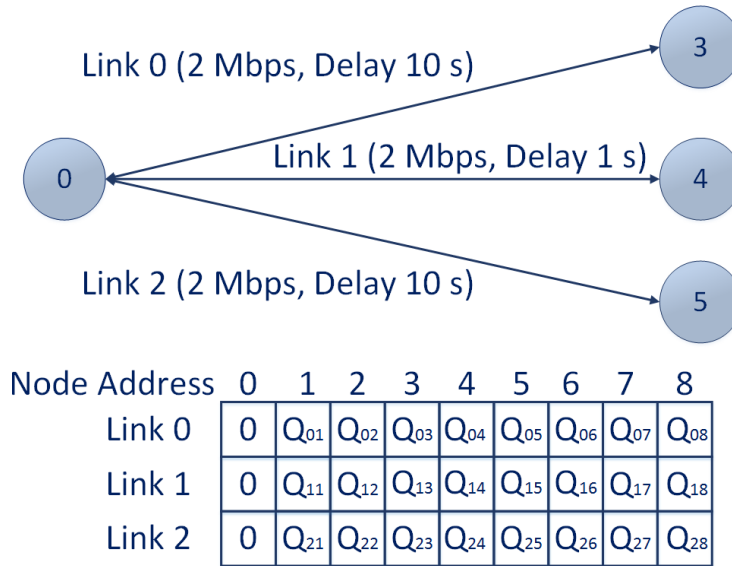 3
Link 0 (2 Mbps, Delay 10 s)
0
Link 1 (2 Mbps, Delay 1 s)
4
Link 2 (2 Mbps, Delay 10 s)
5
Node Address 0 1 2 3 4 5 6 7 8
Link 0 0 Q01 Q02 Q03 Q04 Q05 Q06 Q07 Q08
Link 1 0 Q11 Q12 Q13 Q14 Q15 Q16 Q17 Q18
Link 2 0 Q21 Q22 Q23 Q24 Q25 Q26 Q27 Q28